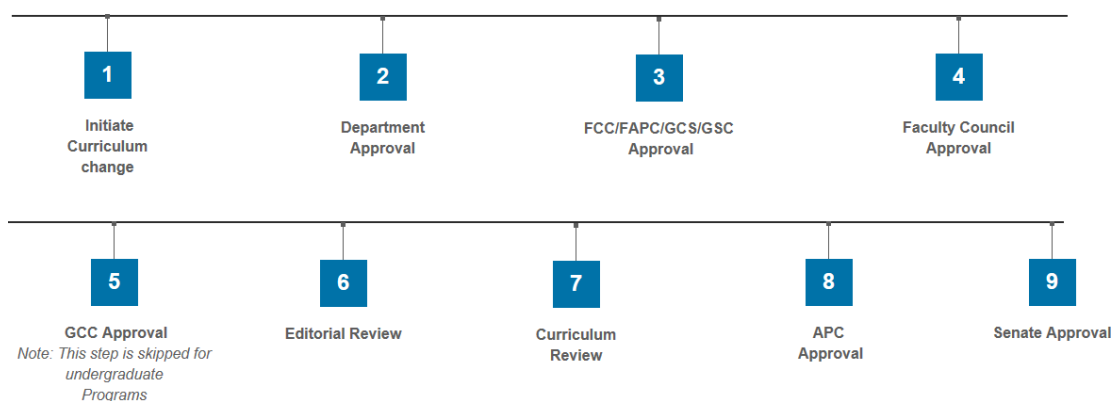 1
Initiate
Curriculum
change
2
Department
Approval
3
FCC/FAPC/GCS/GSC
Approval
4
Faculty Council
Approval
5
GCC Approval
Note: This step is skipped for
undergraduate
Programs
6
Editorial Review
7
Curriculum
Review
8
APC
Approval
9
Senate Approval